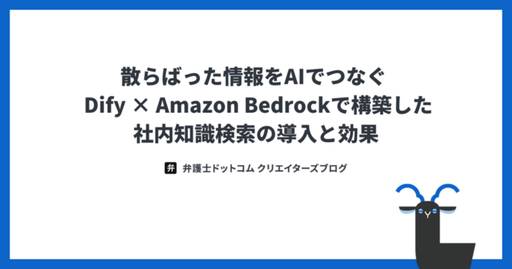 散らばった情報をAIでつなぐ
Dify × Amazon Bedrockで構築した
社内知識検索の導入と効果
弁 弁護士ドットコム クリエイターズブログ